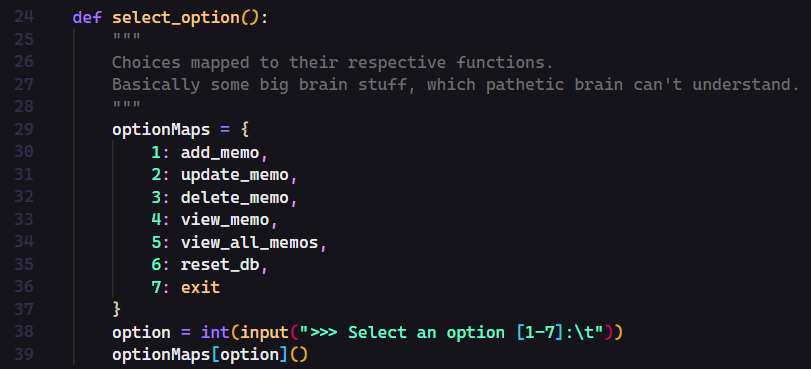 24 def select_option():
25 """
26 Choices mapped to their respective functions.
27 Basically some big brain stuff, which pathetic brain can't understand.
28 """
29 optionMaps = {
30 1: add_memo,
31 2: update_memo,
32 3: delete_memo,
33 4: view_memo,
34 5: view_all_memos,
35 6: reset_db,
36 7: exit
37 }
38 option = int(input(">>> Select an option [1-7]:\t"))
39 optionMaps[option]()